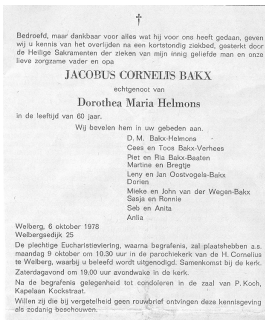 Bedroefd, maar dankbaar voor alles wat hij voor ons heeft gedaan, geven
wij u kennis van het overlijden na een kortstondig ziekbed, gesterkt door
de Heilige Sakramenten der zieken van mijn innig geliefde man en onze
lieve zorgzame vader en opa
JACOBUS CORNELIS BAKX
echtgenoot van
Dorothea Maria Helmons
in de leeftijd van 60 jaar.
Wij bevelen hem in uw gebeden aan.
D. M. Bakx-Helmons
Cees en Toos Bakx-Verhees
Piet en Ria Bakx-Baaten
Martine en Bregtje
Leny en Jan Oostvogels-Bakx
Dorien
Mieke en John van der Wegen-Bakx
Sasja en Ronnie
Seb en Anita
Anlia
Welberg, 6 oktober 1978
Welbergsedijk 25
De plechtige Eucharistieviering, waarna begrafenis, zal plaatshebben a.s.
maandag 9 oktober om 10.30 uur in de parochiekerk van de H. Cornelius
te Welberg, waarbij u beleefd wordt uitgenodigd. Samenkomst bij de kerk.
Zaterdagavond om 19.00 uur avondwake in de kerk.
Na de begrafenis gelegenheid tot condoleren in de zaal van P. Koch,
Kapelaan Kockstraat.
Willen zij die bij vergetelheid geen rouwbrief ontvingen deze kennisgeving
als zodanig beschouwen.